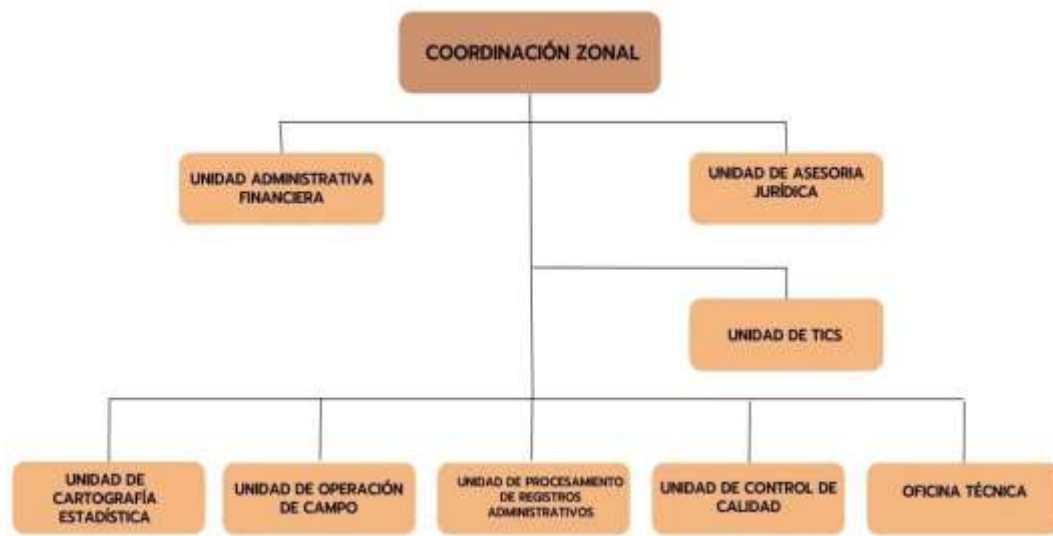 COORDINACIÓN ZONAL
UNIDAD ADMINISTRATIVA
FINANCIERA
UNIDAD DE ASESORIA
JURÍDICA
UNIDAD DE TICS
UNIDAD DE
CARTOGRAFÍA
ESTADÍSTICA
UNIDAD DE OPERACIÓN
DE CAMPO
UNIDAD DE PROCESAMIENTO
DE REGISTROS
ADMINISTRATIVOS
UNIDAD DE CONTROL DE
CALIDAD
OFICINA TÉCNICA